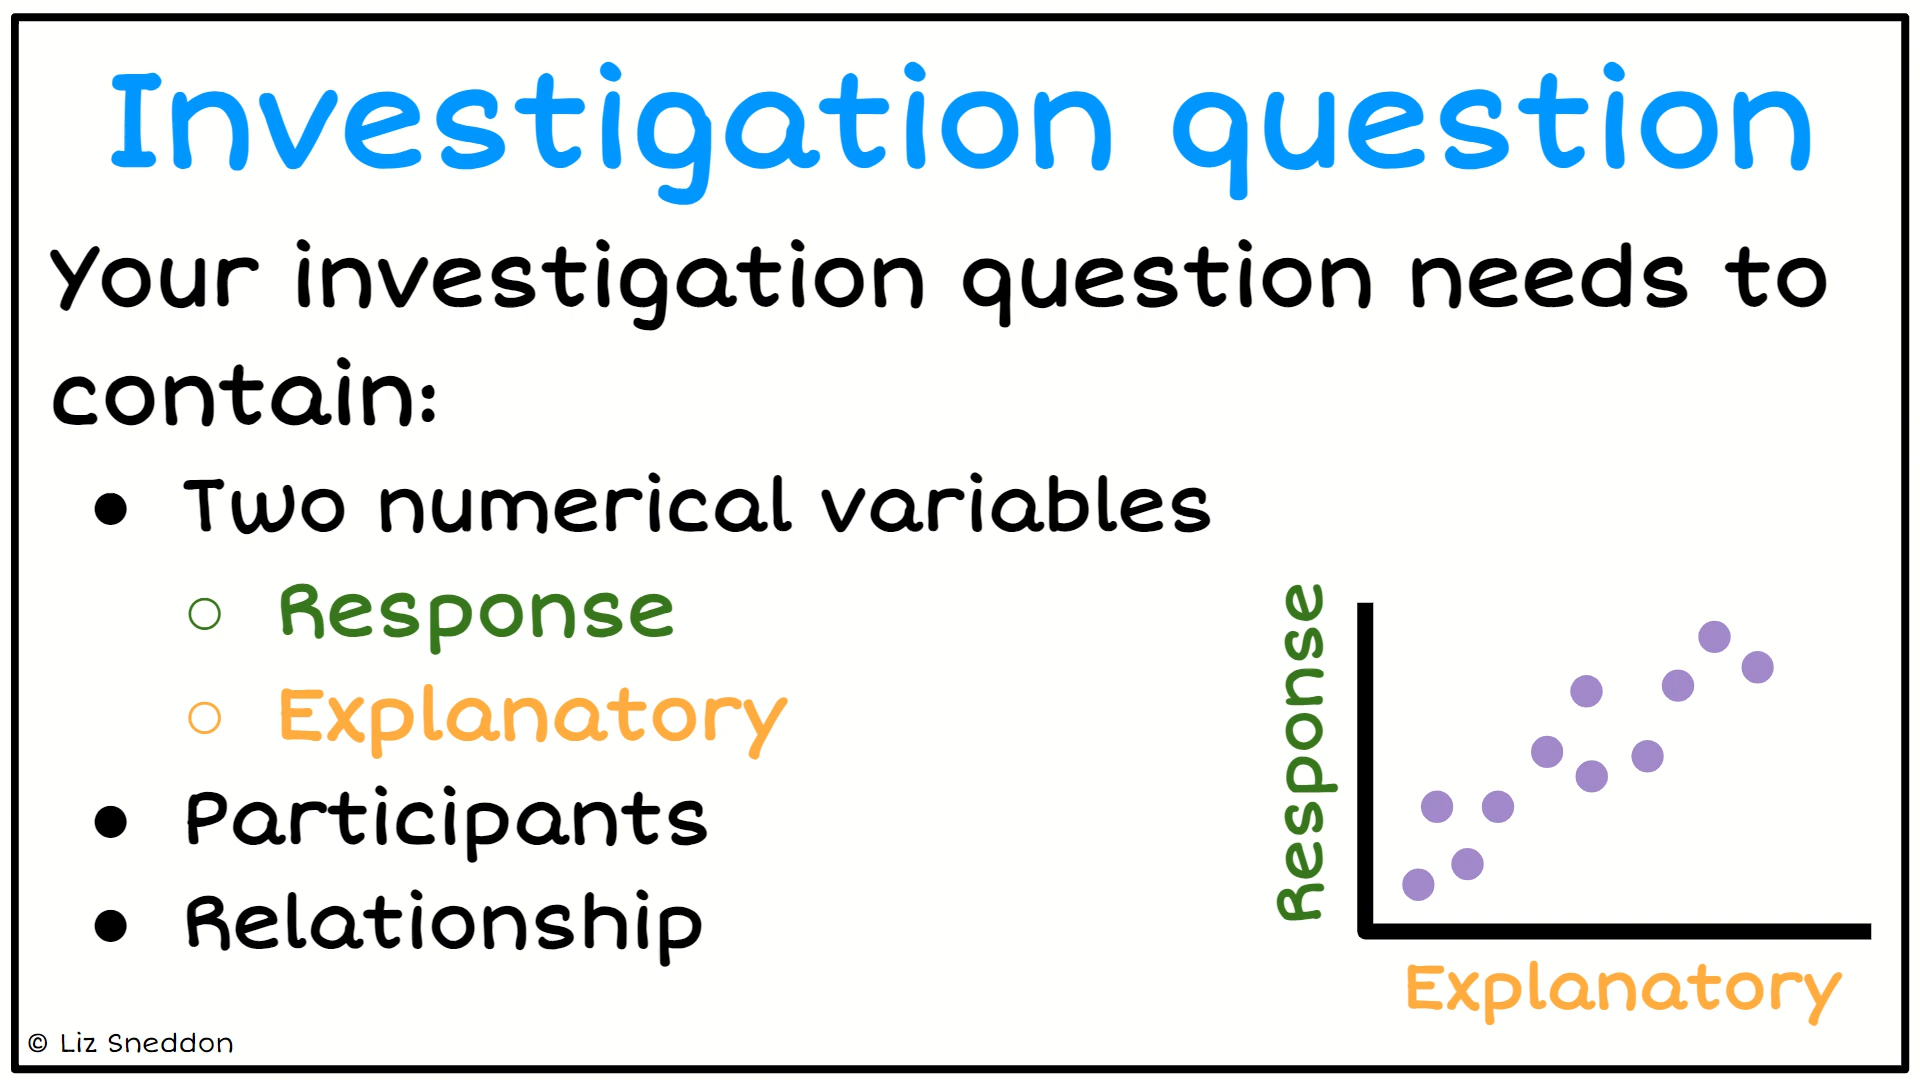 Investigation question
Your investigation question needs to
contain:
● Two numerical variables
○ Response
○ Explanatory
● Participants
● Relationship
Response
Explanatory
© Liz Sneddon